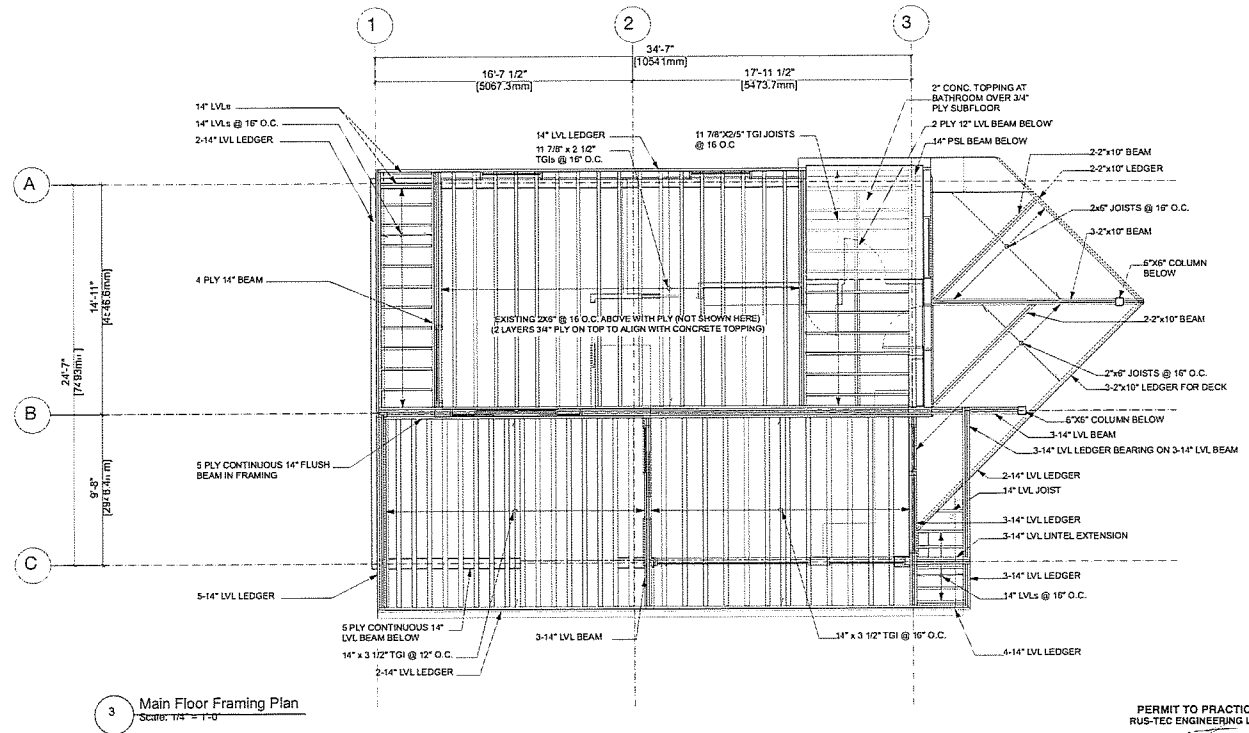 1
2
3
34'-7"
[10541mm]
16'-7 1/2"
[5067.3mm]
17'-11 1/2"
[5473.7mm]
14" LVLs
14" LVLs @ 16" O.C.
2-14" LVL LEDGER
14" LVL LEDGER
11 7/8" x 2 1/2"
TGIs @ 16" O.C.
11 7/8"X2/5" TGI JOISTS
@ 16 O.C
2" CONC. TOPPING AT
BATHROOM OVER 3/4"
PLY SUBFLOOR
2 PLY 12" LVL BEAM BELOW
14" PSL BEAM BELOW
2-2"x10" BEAM
2-2"x10" LEDGER
2x6" JOISTS @ 16" O.C.
3-2"x10" BEAM
6"X6" COLUMN
BELOW
A
14'-11"
24'-7"
[7493mm]
4 PLY 14" BEAM
EXISTING 2X6" @ 16 O.C. ABOVE WITH PLY (NOT SHOWN HERE)
(2 LAYERS 3/4" PLY ON TOP TO ALIGN WITH CONCRETE TOPPING)
2-2"x10" BEAM
2"x6" JOISTS @ 16" O.C.
3-2"x10" LEDGER FOR DECK
B
6"X6" COLUMN BELOW
3-14" LVL BEAM
3-14" LVL LEDGER BEARING ON 3-14" LVL BEAM
5 PLY CONTINUOUS 14" FLUSH
BEAM IN FRAMING
9'-8"
2-14" LVL LEDGER
14" LVL JOIST
3-14" LVL LEDGER
3-14" LVL LINTEL EXTENSION
C
3-14" LVL LEDGER
14" LVLs @ 16" O.C.
5-14" LVL LEDGER
5 PLY CONTINUOUS 14"
LVL BEAM BELOW
3-14" LVL BEAM
14" x 3 1/2" TGI @ 16" O.C.
14" x 3 1/2" TGI @ 12" O.C.
2-14" LVL LEDGER
4-14" LVL LEDGER
3
Main Floor Framing Plan
Scale: 1/4" = 1'-0"
PERMIT TO PRACTIC
RUS-TEC ENGINEERING L